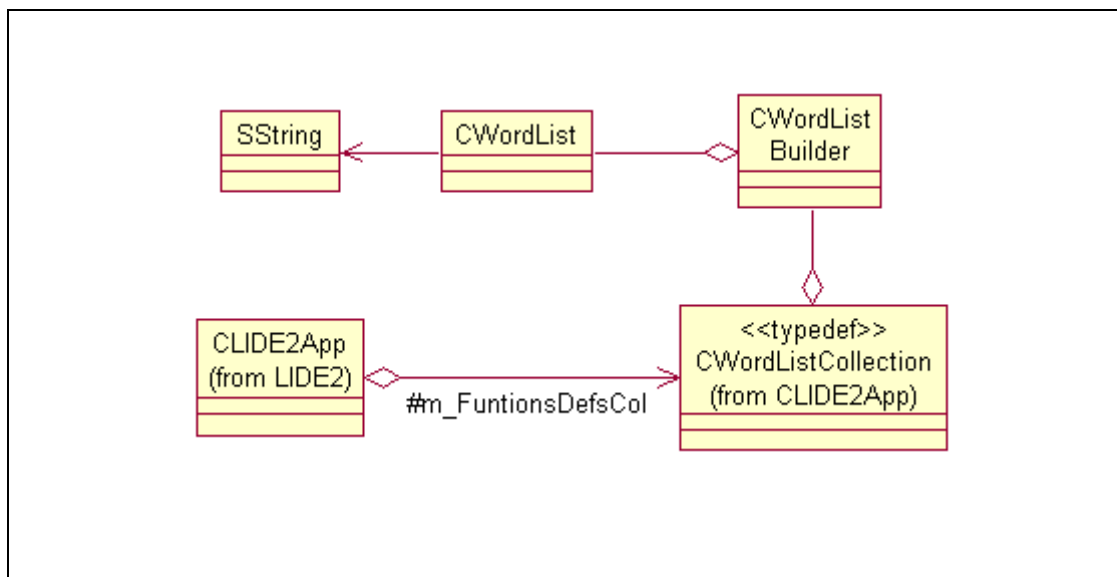 SString
CWordList
CWordList
Builder
CLIDE2App
(from LIDE2)
#m_FuntionsDefsCol
<<typedef>>
CWordListCollection
(from CLIDE2App)